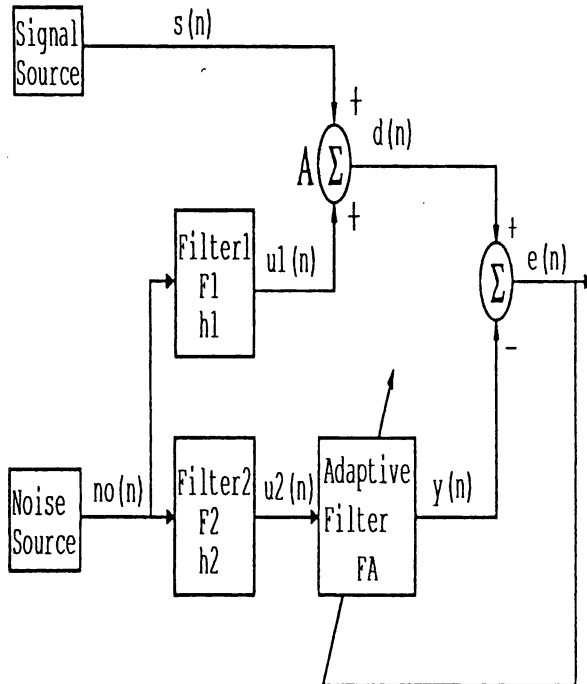 Signal
Source
s(n)
+
A Σ
d(n)
+
Filter1
F1
h1
u1(n)
+
Σ
e(n)
-
Noise
Source
no(n)
Filter2
F2
h2
u2(n)
Adaptive
Filter
FA
y(n)